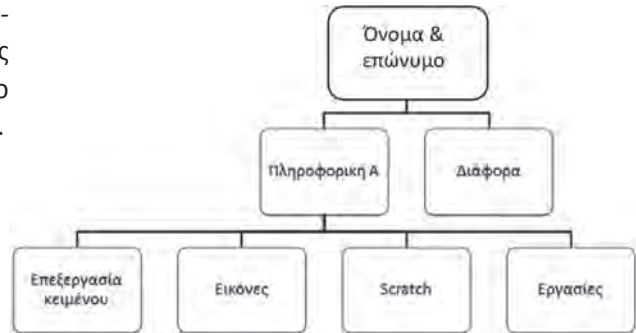 -
ς
ο
.
Όνομα &
επώνυμο
Πληροφορική Α
Διάφορα
Επεξεργασία
κειμένου
Εικόνες
Scratch
Εργασίες